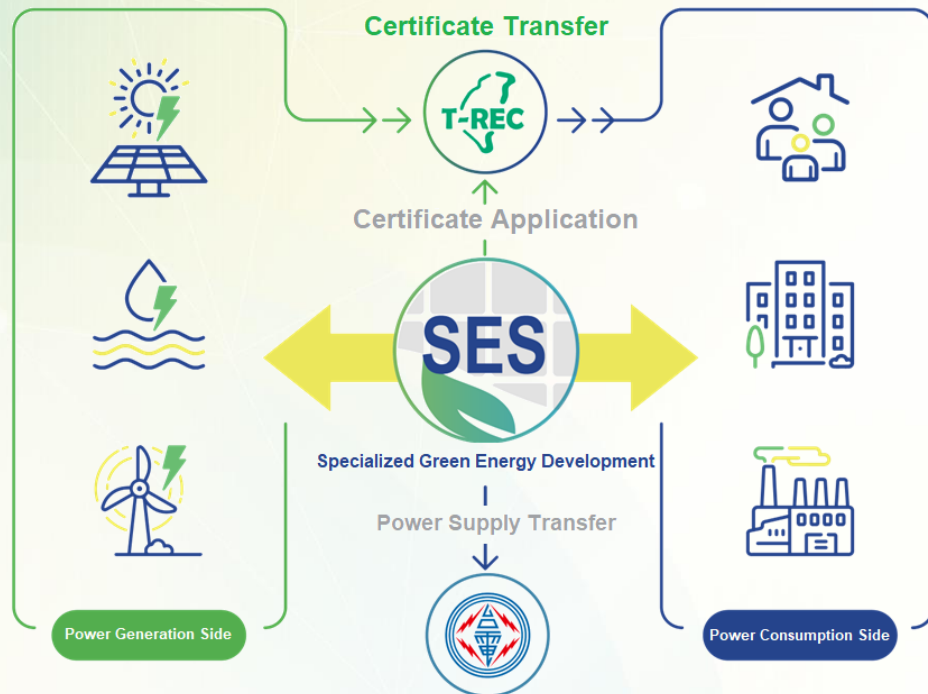 Certificate Transfer
T-REC
Certificate Application
SES
Specialized Green Energy Development
Power Supply Transfer
Power Generation Side
Power Consumption Side